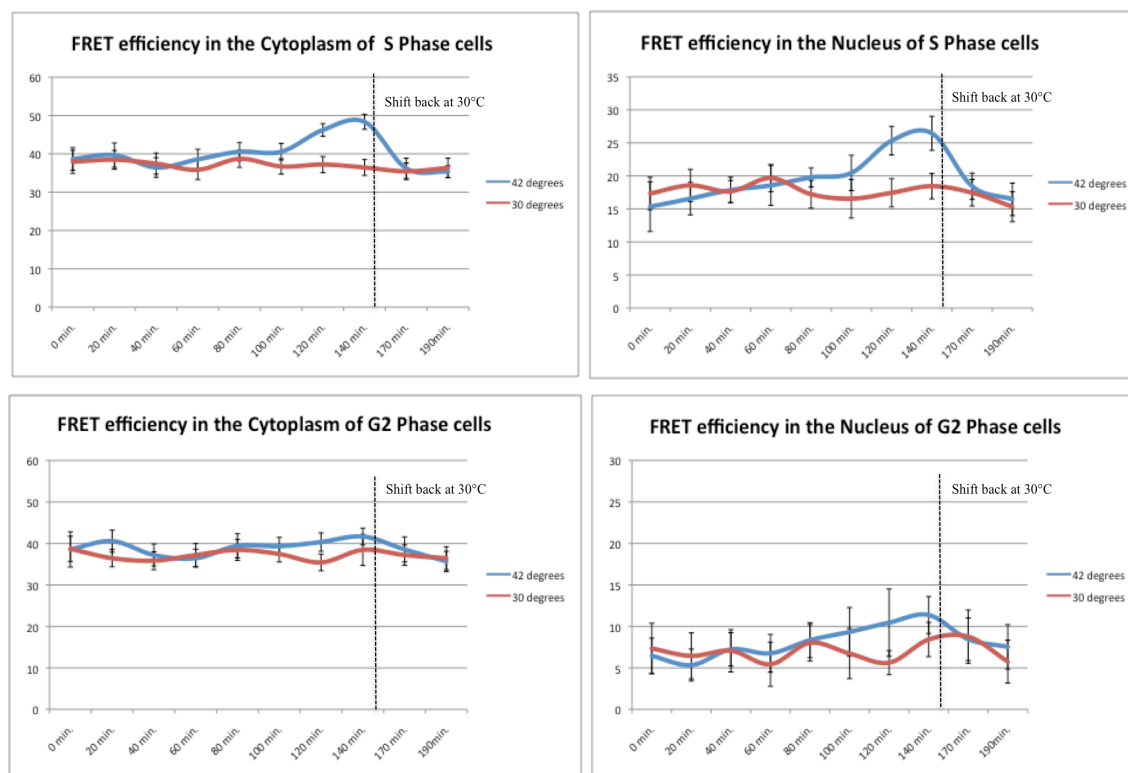 FRET efficiency in the Cytoplasm of  S Phase cells
60
50
40
30
20
10
0
Shift back at 30°C
42 degrees
30 degrees
0 min.
20 min.
40 min.
60 min.
80 min.
100 min.
120 min.
140 min.
170 min.
190min.
FRET efficiency in the Nucleus of S Phase cells
35
30
25
20
15
10
5
0
Shift back at 30°C
42 degrees
30 degrees
0 min.
20 min.
40 min.
60 min.
80 min.
100 min.
120 min.
140 min.
170 min.
190min.
FRET efficiency in the Cytoplasm of G2 Phase cells
60
50
40
30
20
10
0
Shift back at 30°C
42 degrees
30 degrees
0 min.
20 min.
40 min.
60 min.
80 min.
100 min.
120 min.
140 min.
170 min.
190min.
FRET efficiency in the Nucleus of G2 Phase cells
30
25
20
15
10
5
0
Shift back at 30°C
42 degrees
30 degrees
0 min.
20 min.
40 min.
60 min.
80 min.
100 min.
120 min.
140 min.
170 min.
190min.